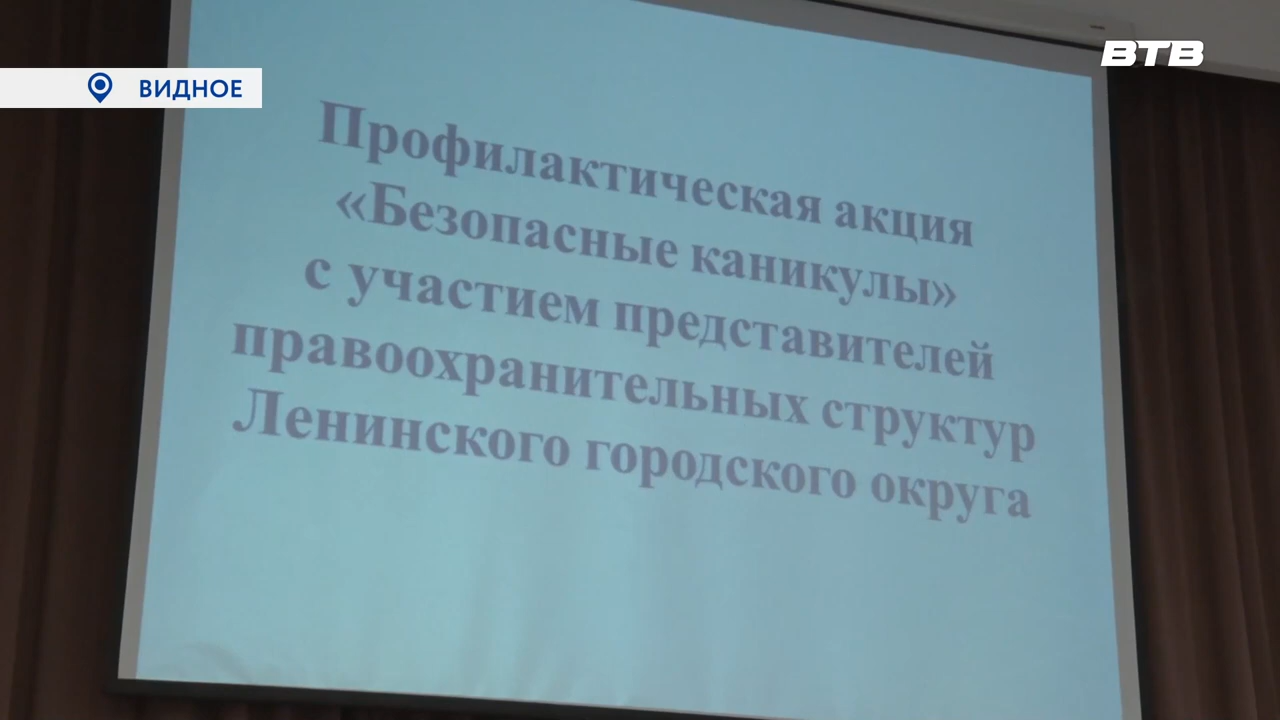 ВТВ
ВИДНОЕ
Профилактическая акция
«Безопасные каникулы»
с участием представителей
правоохранительных структур
Ленинского городского округа